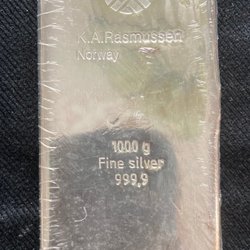 K.A.Rasmussen
Norway
1000 g
Fine silver
999,9